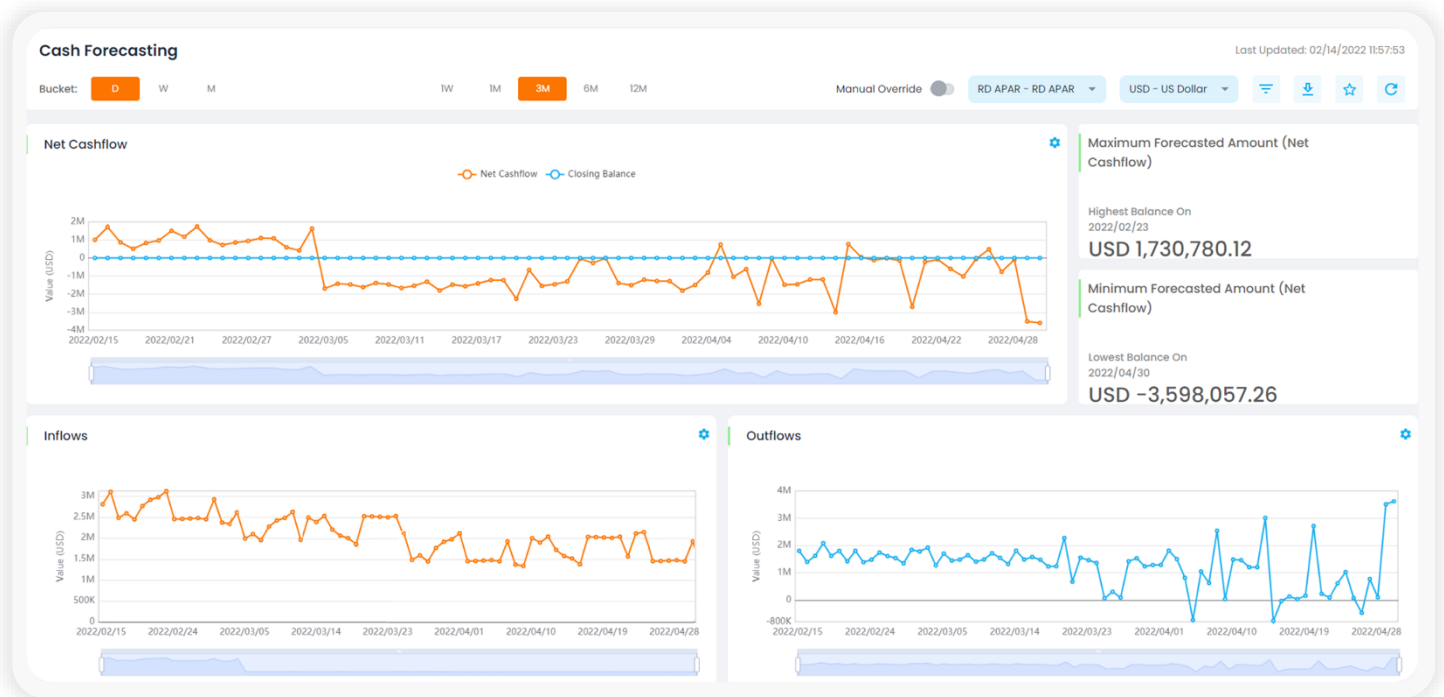 Cash Forecasting
Last Updated: 02/14/2022 11:57:53
Bucket: D W M 1W 1M 3M 6M 12M Manual Override RD APAR - RD APAR USD - US Dollar
Net Cashflow
Net Cashflow Closing Balance
Value (USD)
2M
1M
0
-1M
-2M
-3M
-4M
2022/02/15 2022/02/21 2022/02/27 2022/03/05 2022/03/11 2022/03/17 2022/03/23 2022/03/29 2022/04/04 2022/04/10 2022/04/16 2022/04/22 2022/04/28
Maximum Forecasted Amount (Net
Cashflow)
Highest Balance On
2022/02/23
USD 1,730,780.12
Minimum Forecasted Amount (Net
Cashflow)
Lowest Balance On
2022/04/30
USD -3,598,057.26
Inflows
Value (USD)
3M
2.5M
2M
1.5M
1M
500K
0
2022/02/15 2022/02/24 2022/03/05 2022/03/14 2022/03/23 2022/04/01 2022/04/10 2022/04/19 2022/04/28
Outflows
Value (USD)
4M
3M
2M
1M
0
-800K
2022/02/15 2022/02/24 2022/03/05 2022/03/14 2022/03/23 2022/04/01 2022/04/10 2022/04/19 2022/04/28